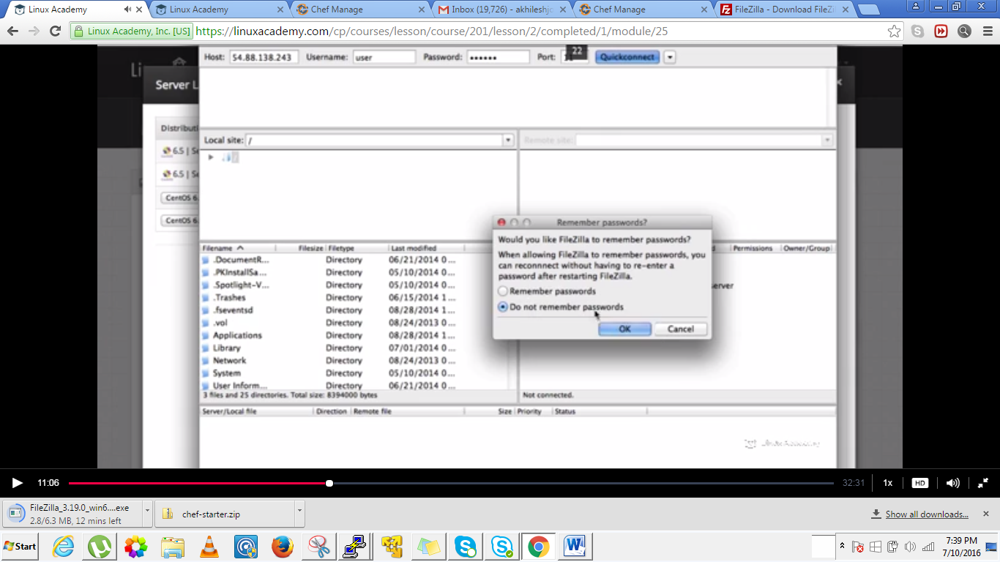 Linux Academy
Linux Academy
Chef Manage
Inbox (19,726) - akhileshjc
Chef Manage
FileZilla - Download FileZi
Linux Academy, Inc. [US]
https://linuxacademy.com/cp/courses/lesson/course/201/lesson/2/completed/1/module/25
Host: 54.88.138.243 Username: user Password: •••••• Port: 22 Quickconnect
Li
Server L
Distributi
6.5 | Se
6.5 | Se
CentOS 6.
CentOS 6.
Local site: /
Remote site:
Filename Filesize Filetype Last modified
.DocumentR... Directory 06/21/2014 0...
.PKInstallSa... Directory 05/10/2014 0...
.Spotlight-V... Directory 05/10/2014 0...
.Trashes Directory 06/15/2014 1...
.fseventsd Directory 08/28/2014 1...
.vol Directory 08/24/2013 0...
Applications Directory 08/28/2014 1...
Library Directory 07/01/2014 0...
Network Directory 08/24/2013 0...
System Directory 05/10/2014 0...
User Inform... Directory 06/21/2014 0...
3 files and 25 directories. Total size: 8394000 bytes
d Permissions Owner/Group
erver
Not connected.
Remember passwords?
Would you like FileZilla to remember passwords?
When allowing FileZilla to remember passwords, you
can reconnnect without having to re-enter a
password after restarting FileZilla.
Remember passwords
Do not remember passwords
OK Cancel
Server/Local file Direction Remote file Size Priority Status
Linux Academy
11:06
32:31
1x
HD
FileZilla_3.19.0_win6....exe
2.8/6.3 MB, 12 mins left
chef-starter.zip
Show all downloads...
Start
7:39 PM
7/10/2016